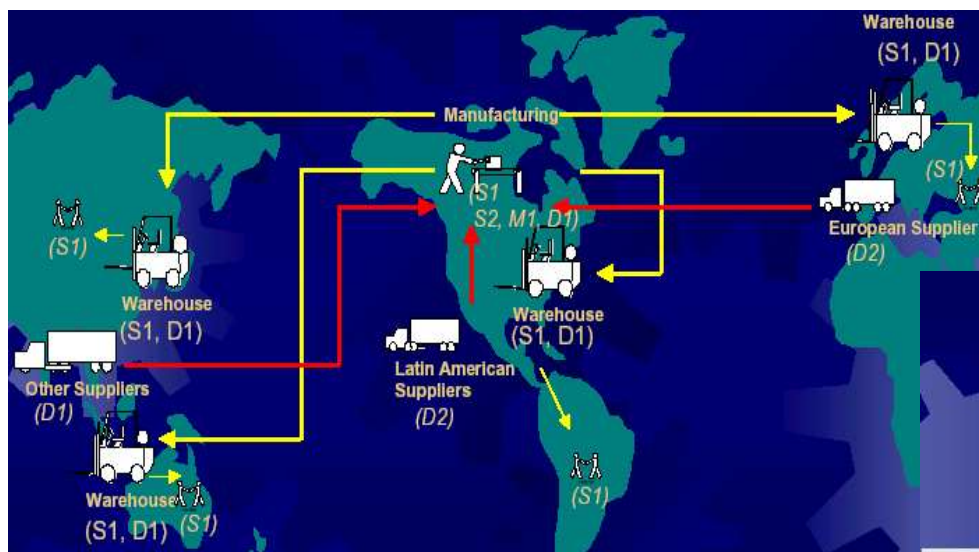 Warehouse
(S1, D1)
Manufacturing
(S1)
(S1
S2, M1, D1)
European Supplier
(D2)
(S1)
Warehouse
(S1, D1)
Warehouse
(S1, D1)
Latin American
Suppliers
(D2)
Other Suppliers
(D1)
(S1)
Warehouse
(S1, D1)
(S1)